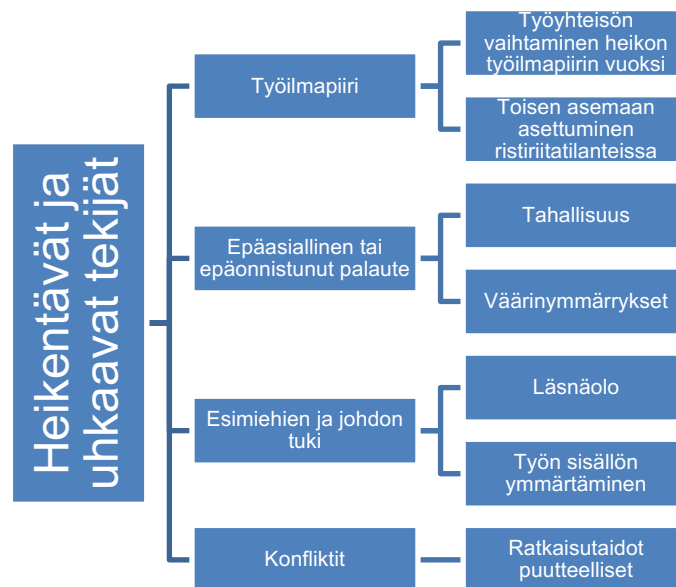 Heikentävät ja
uhkaavat tekijät
Työilmapiiri
Työyhteisön
vaihtaminen heikon
työilmapiirin vuoksi
Toisen asemaan
asettuminen
ristiriitatilanteissa
Epäasiallinen tai
epäonnistunut palaute
Tahallisuus
Väärinymmärrykset
Esimiehien ja johdon
tuki
Läsnäolo
Työn sisällön
ymmärtäminen
Konfliktit
Ratkaisutaidot
puutteelliset